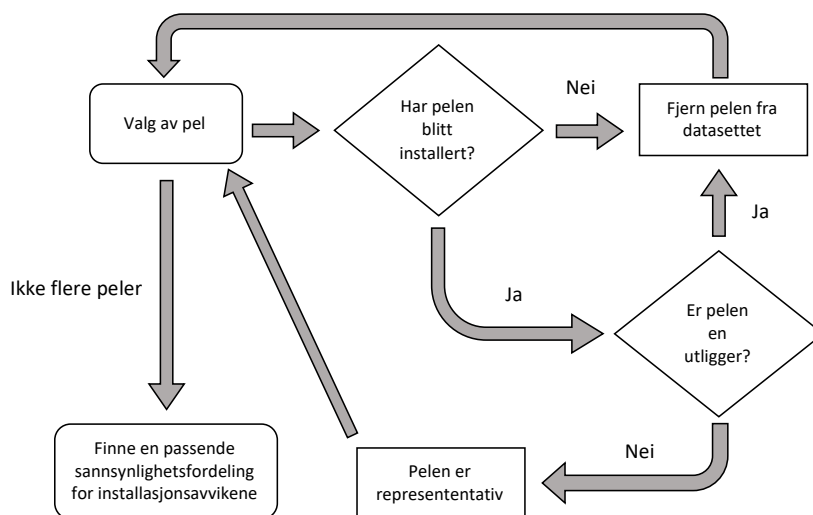 Valg av pel
Har pelen
blitt
installert?
Nei
Fjern pelen fra
datasettet
Ja
Ja
Er pelen
en
utligger?
Ikke flere peler
Nei
Finne en passende
sannsynlighetsfordeling
for installasjonsavvikene
Pelen er
represententativ